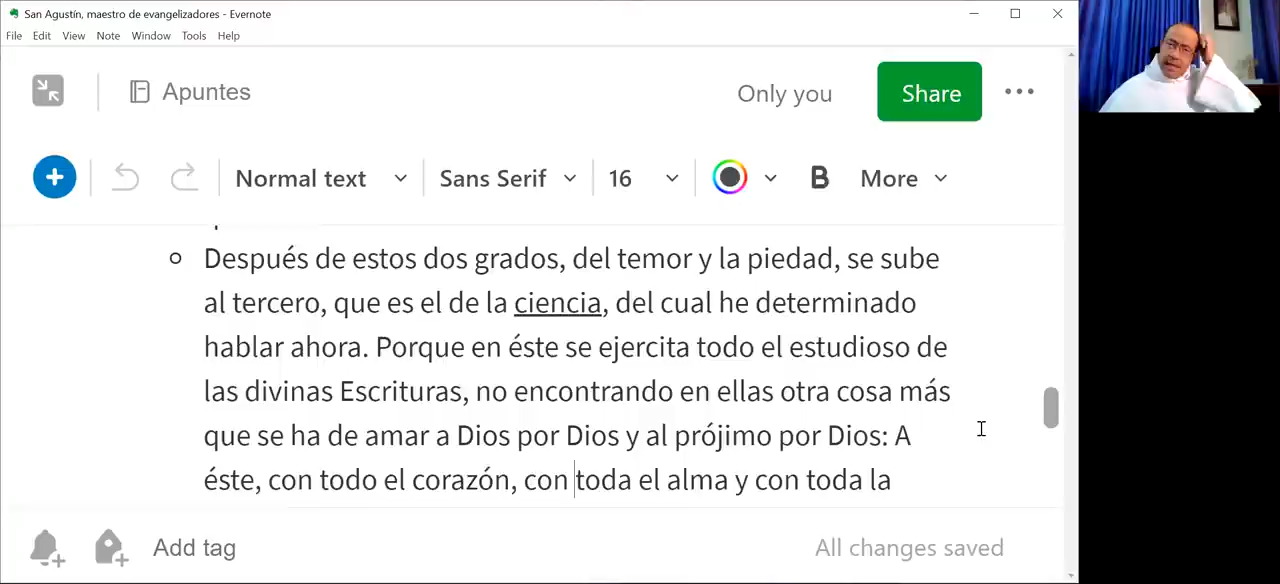 San Agustín, maestro de evangelizadores - Evernote
File Edit View Note Window Tools Help
Apuntes
Only you
Share
Normal text
Sans Serif
16
B
More
Después de estos dos grados, del temor y la piedad, se sube
al tercero, que es el de la ciencia, del cual he determinado
hablar ahora. Porque en éste se ejercita todo el estudioso de
las divinas Escrituras, no encontrando en ellas otra cosa más
que se ha de amar a Dios por Dios y al prójimo por Dios: A
éste, con todo el corazón, con toda el alma y con toda la
Add tag
All changes saved